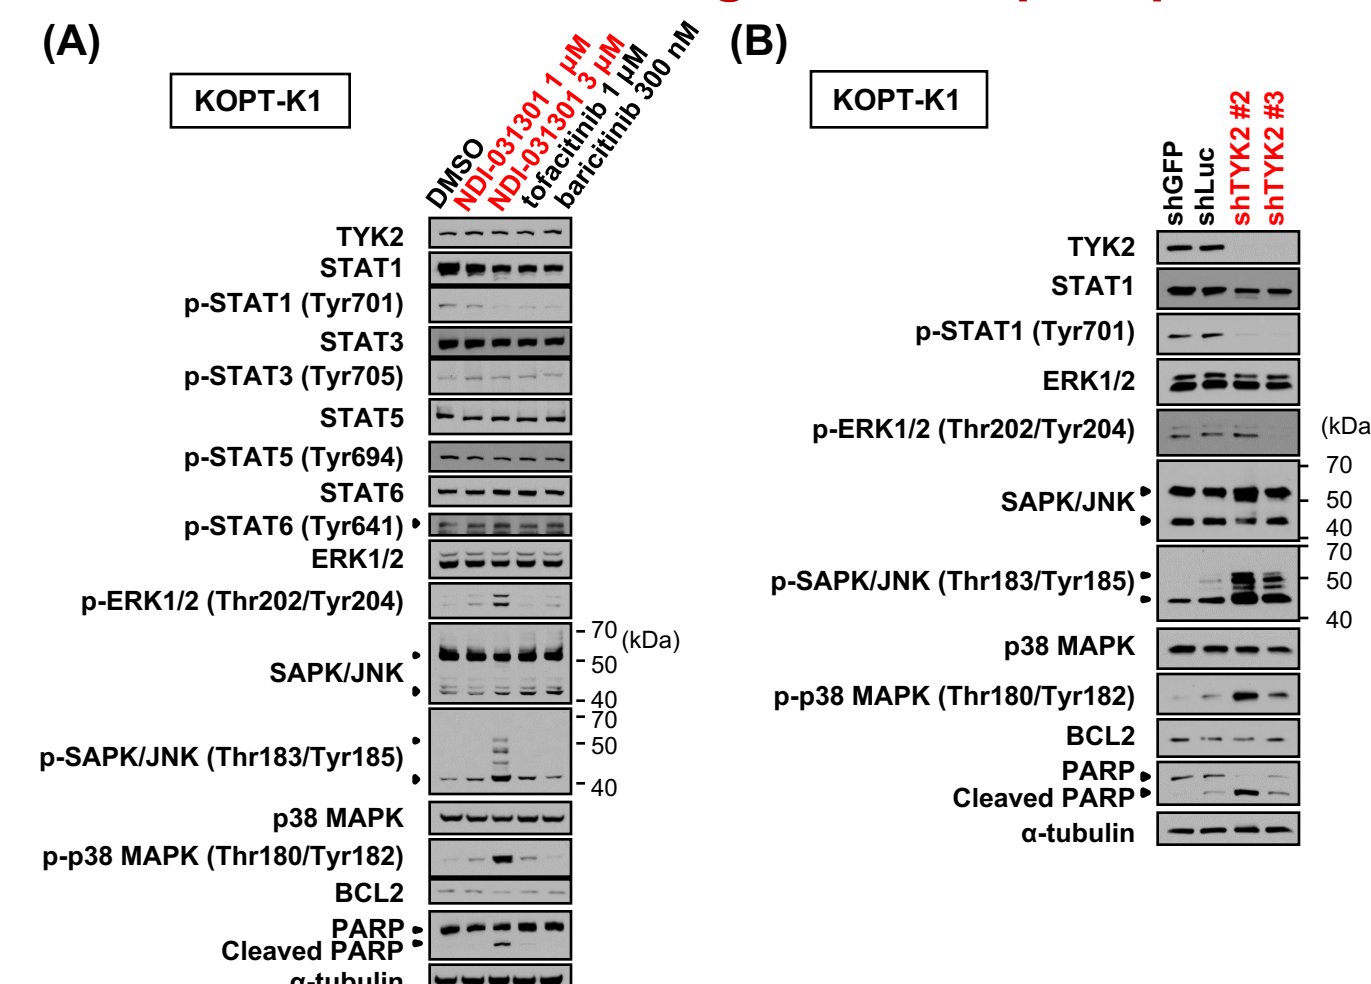 (A)
KOPT-K1
DMSO
NDI-031301 1 μM
NDI-031301 3 μM
tofacitinib 1 μM
baricitinib 300 nM
TYK2
STAT1
p-STAT1 (Tyr701)
STAT3
p-STAT3 (Tyr705)
STAT5
p-STAT5 (Tyr694)
STAT6
p-STAT6 (Tyr641)
ERK1/2
p-ERK1/2 (Thr202/Tyr204)
70 (kDa)
SAPK/JNK
50
40
70
p-SAPK/JNK (Thr183/Tyr185)
50
40
p38 MAPK
p-p38 MAPK (Thr180/Tyr182)
BCL2
PARP
Cleaved PARP
α-tubulin
(B)
KOPT-K1
shGFP
shLuc
shTYK2 #2
shTYK2 #3
TYK2
STAT1
p-STAT1 (Tyr701)
ERK1/2
p-ERK1/2 (Thr202/Tyr204)
(kDa
70
SAPK/JNK
50
40
70
p-SAPK/JNK (Thr183/Tyr185)
50
40
p38 MAPK
p-p38 MAPK (Thr180/Tyr182)
BCL2
PARP
Cleaved PARP
α-tubulin